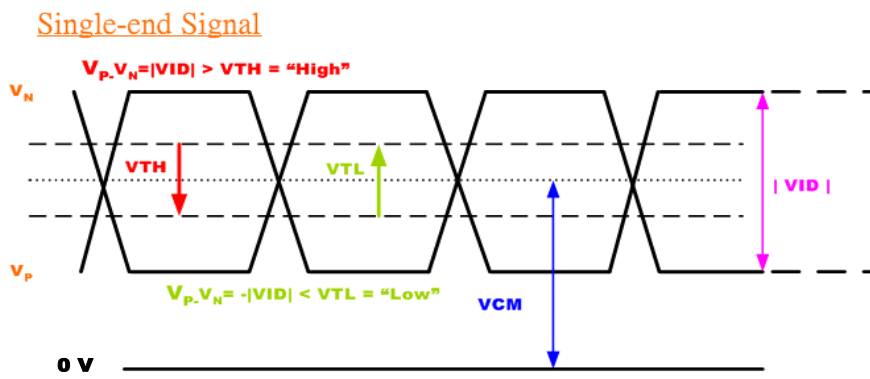 Single-end Signal
VP-VN=|VID| > VTH = “High”
VN
VTH
VTL
| VID |
VP
VP-VN= -|VID| < VTL = “Low”
VCM
0 V